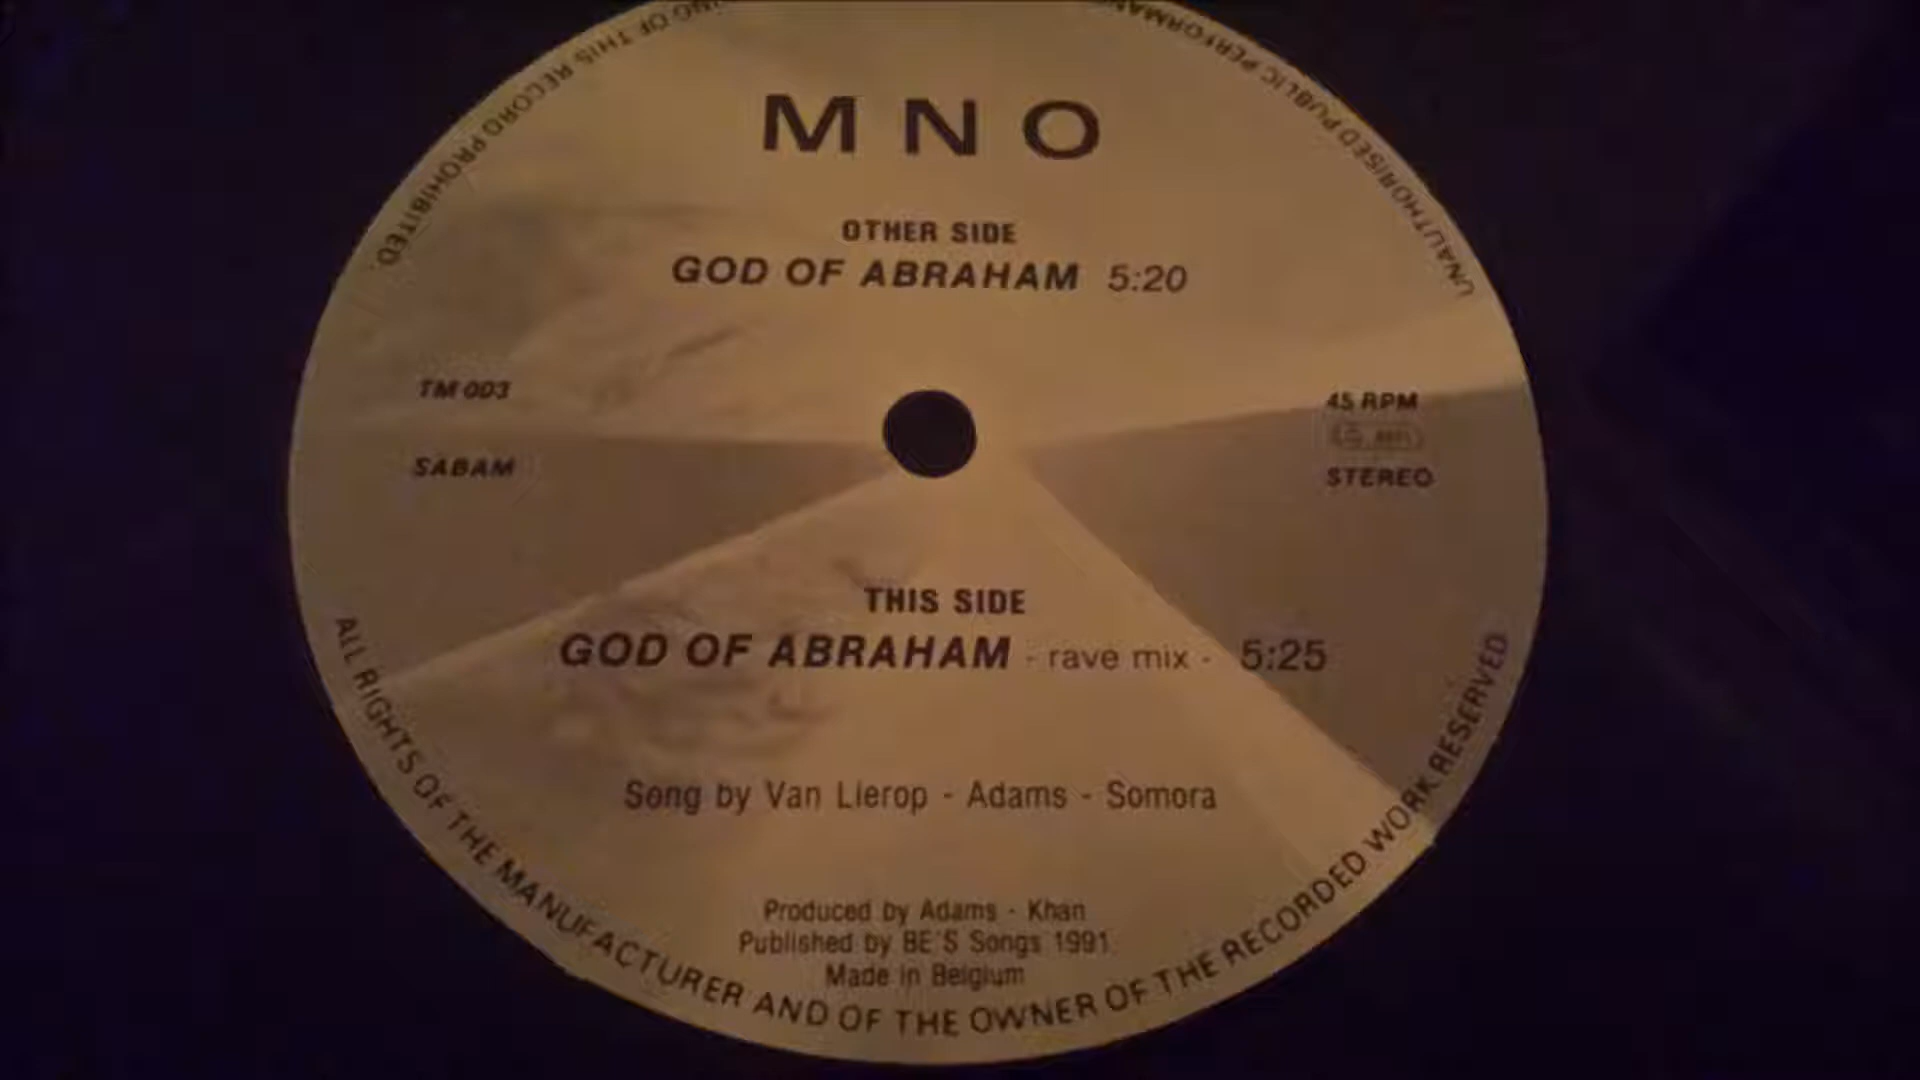 M N O
OTHER SIDE
GOD OF ABRAHAM 5:20
TM 003
SABAM
45 RPM
STEREO
THIS SIDE
GOD OF ABRAHAM - rave mix - 5:25
Song by Van Lierop - Adams - Somora
Produced by Adams - Khan
Published by BE'S Songs 1991
Made in Belgium
ALL RIGHTS OF THE MANUFACTURER AND OF THE OWNER OF THE RECORDED WORK RESERVED
UNAUTHORISED PUBLIC
OF THIS RECORD PROHIBITED.